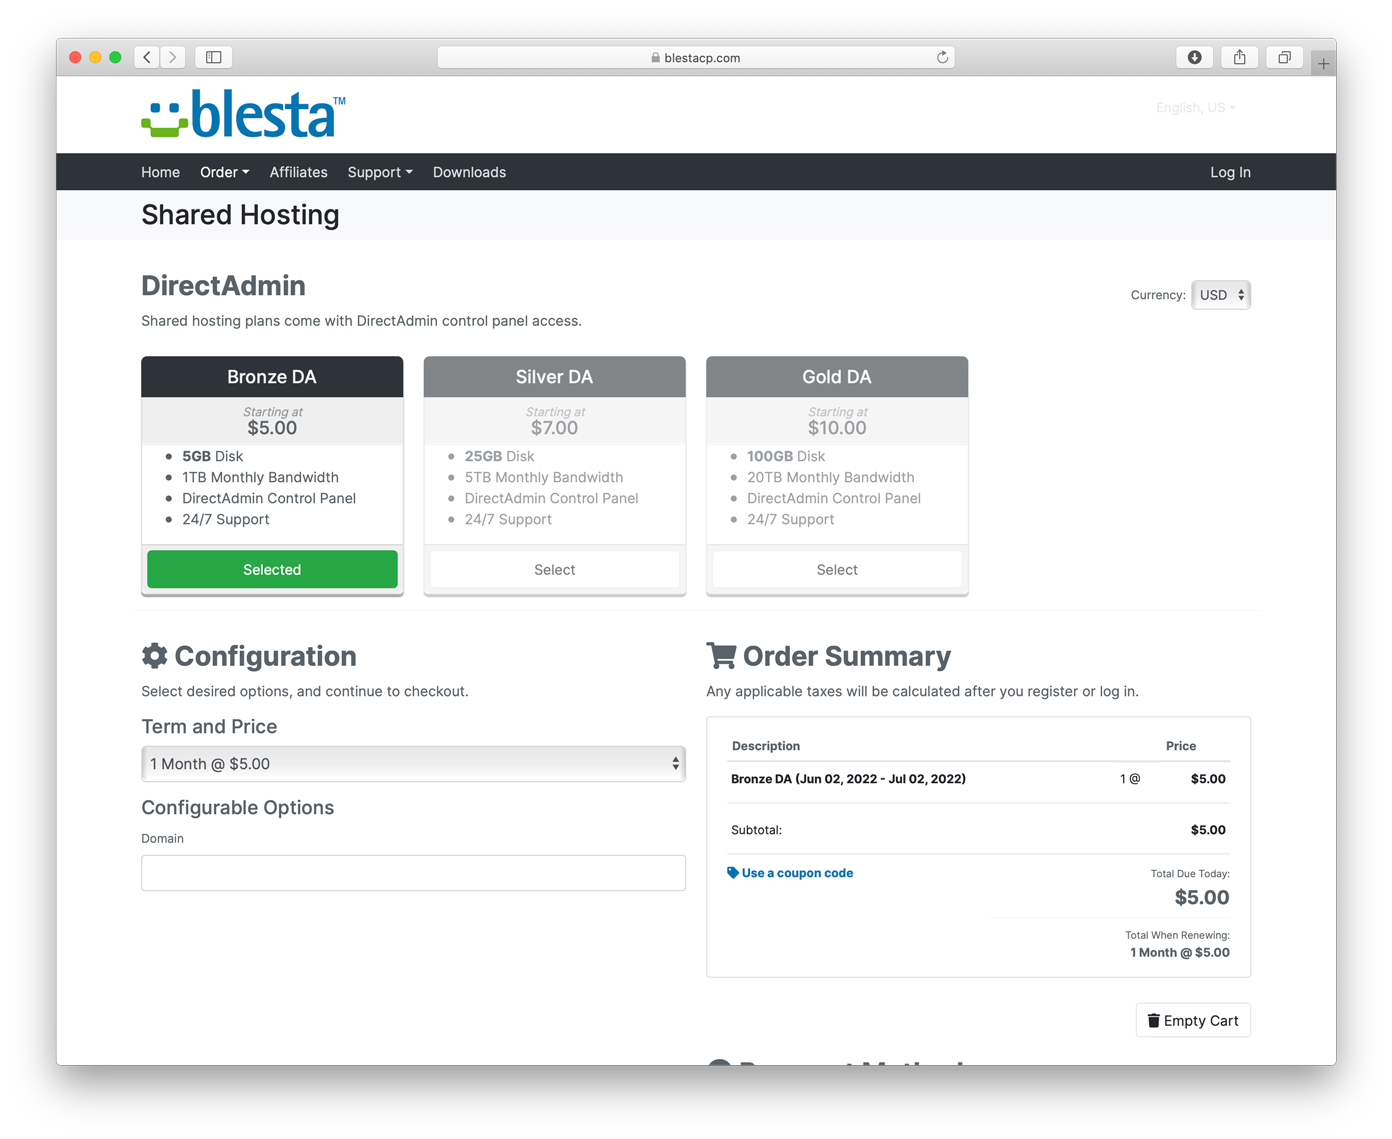 blestacp.com
blesta™
English, US
Home Order Affiliates Support Downloads Log In
Shared Hosting
DirectAdmin
Currency: USD
Shared hosting plans come with DirectAdmin control panel access.
Bronze DA
Starting at
$5.00
5GB Disk
1TB Monthly Bandwidth
DirectAdmin Control Panel
24/7 Support
Selected
Silver DA
Starting at
$7.00
25GB Disk
5TB Monthly Bandwidth
DirectAdmin Control Panel
24/7 Support
Select
Gold DA
Starting at
$10.00
100GB Disk
20TB Monthly Bandwidth
DirectAdmin Control Panel
24/7 Support
Select
Configuration
Select desired options, and continue to checkout.
Term and Price
1 Month @ $5.00
Configurable Options
Domain
Order Summary
Any applicable taxes will be calculated after you register or log in.
Description Price
Bronze DA (Jun 02, 2022 - Jul 02, 2022) 1 @ $5.00
Subtotal: $5.00
Use a coupon code
Total Due Today:
$5.00
Total When Renewing:
1 Month @ $5.00
Empty Cart